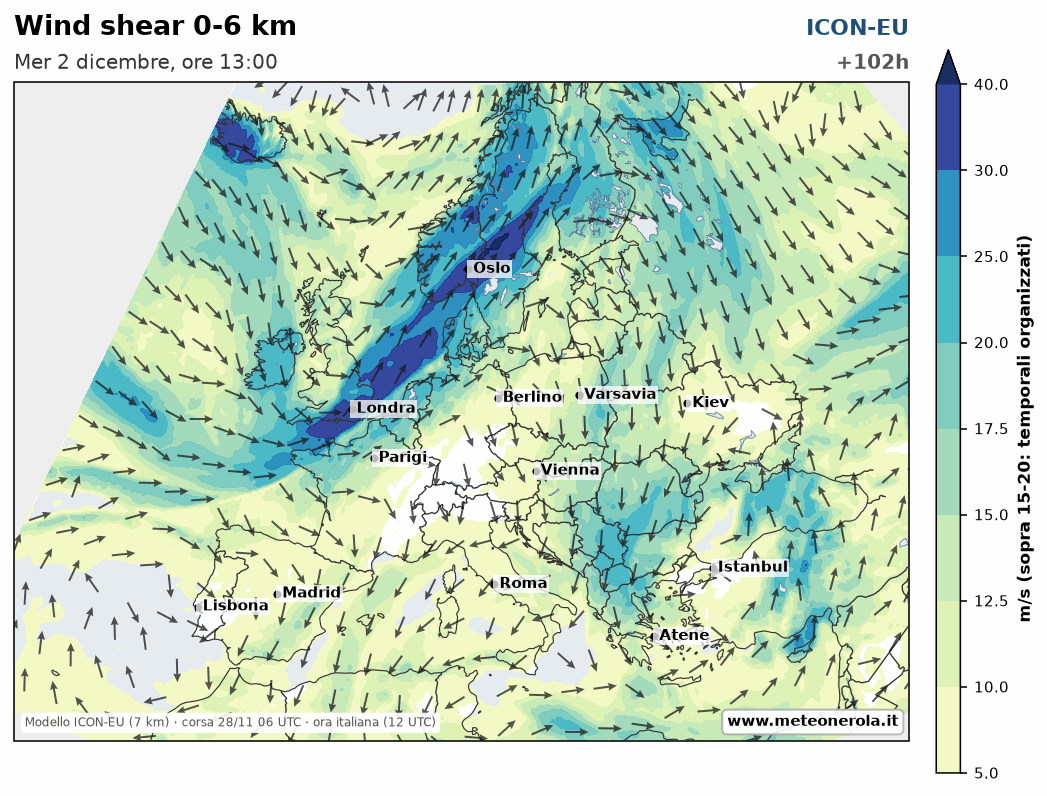 Wind shear 0-6 km
ICON-EU
Mer 2 dicembre, ore 13:00
+102h
Oslo
Londra
Berlino
Varsavia
Kiev
Parigi
Vienna
Istanbul
Roma
Madrid
Lisbona
Atene
Modello ICON-EU (7 km) · corsa 28/11 06 UTC · ora italiana (12 UTC)
www.meteonerola.it
40.0
30.0
25.0
20.0
17.5
15.0
12.5
10.0
5.0
m/s (sopra 15-20: temporali organizzati)